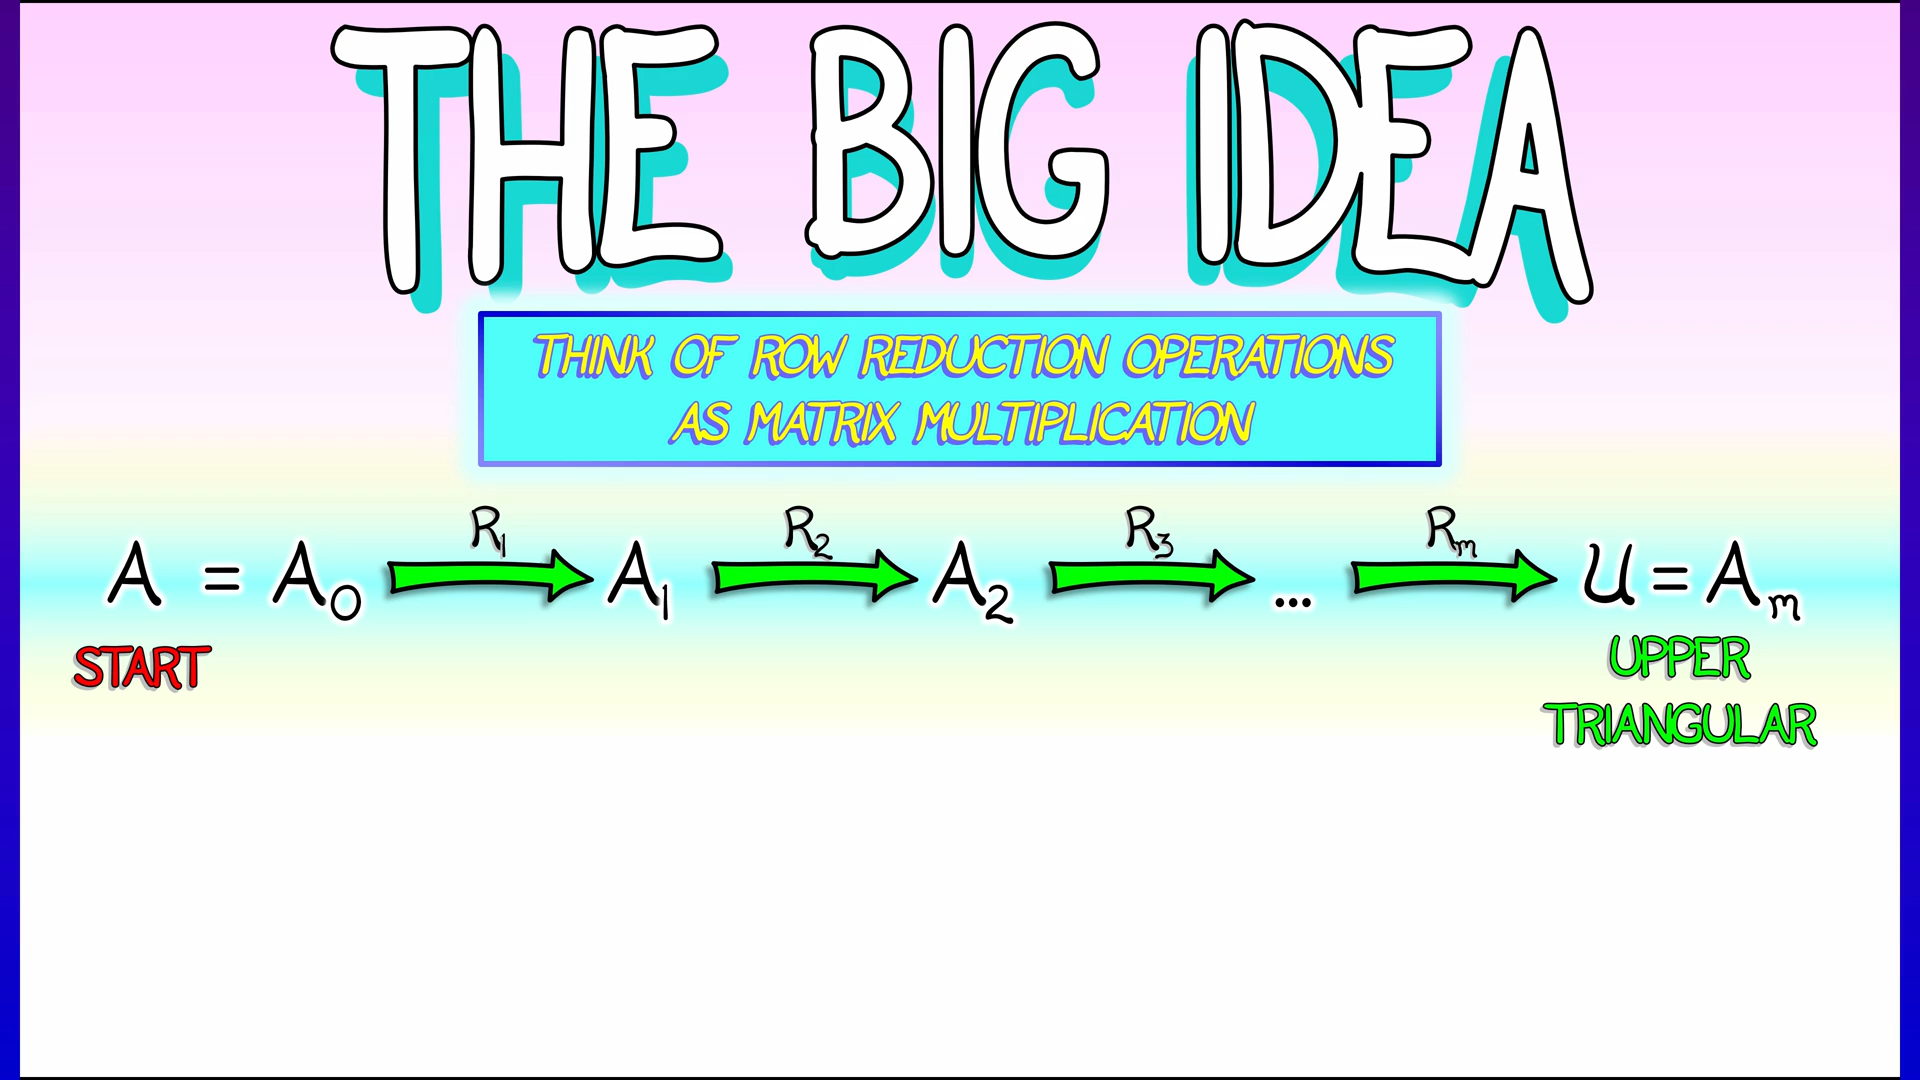 THE BIG IDEA
THINK OF ROW REDUCTION OPERATIONS
AS MATRIX MULTIPLICATION
R₁ R₂ R₃ Rₘ
A = A₀ A₁ A₂ ... U = Aₘ
START
UPPER
TRIANGULAR